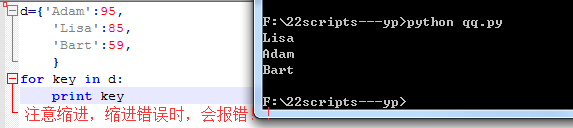 d={'Adam':95,
'Lisa':85,
'Bart':59,
}
for key in d:
print key
注意缩进，缩进错误时，会报错！
F:\22scripts---yp>python qq.py
Lisa
Adam
Bart
F:\22scripts---yp>